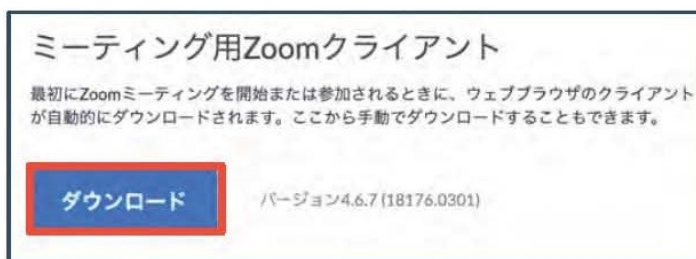 ミーティング用Zoomクライアント
最初にZoomミーティングを開始または参加されるときに、ウェブブラウザのクライアント
が自動的にダウンロードされます。ここから手動でダウンロードすることもできます。
ダウンロード
バージョン4.6.7 (18176.0301)